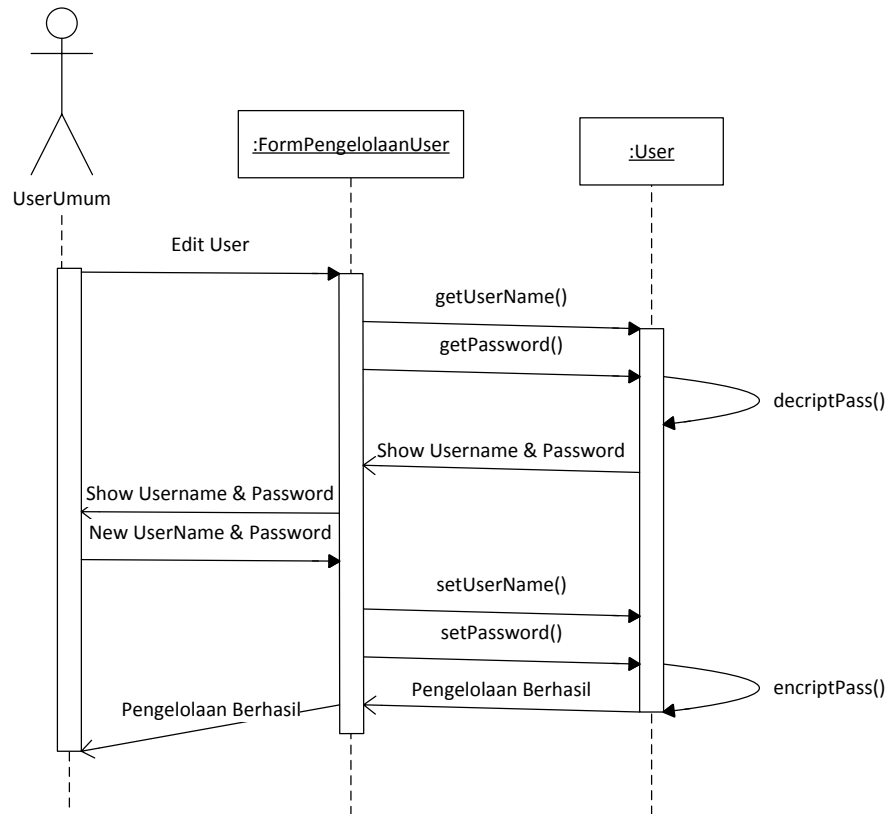 UserUmum
:FormPengelolaanUser
:User
Edit User
getUserName()
getPassword()
decriptPass()
Show Username & Password
Show Username & Password
New UserName & Password
setUserName()
setPassword()
encriptPass()
Pengelolaan Berhasil
Pengelolaan Berhasil